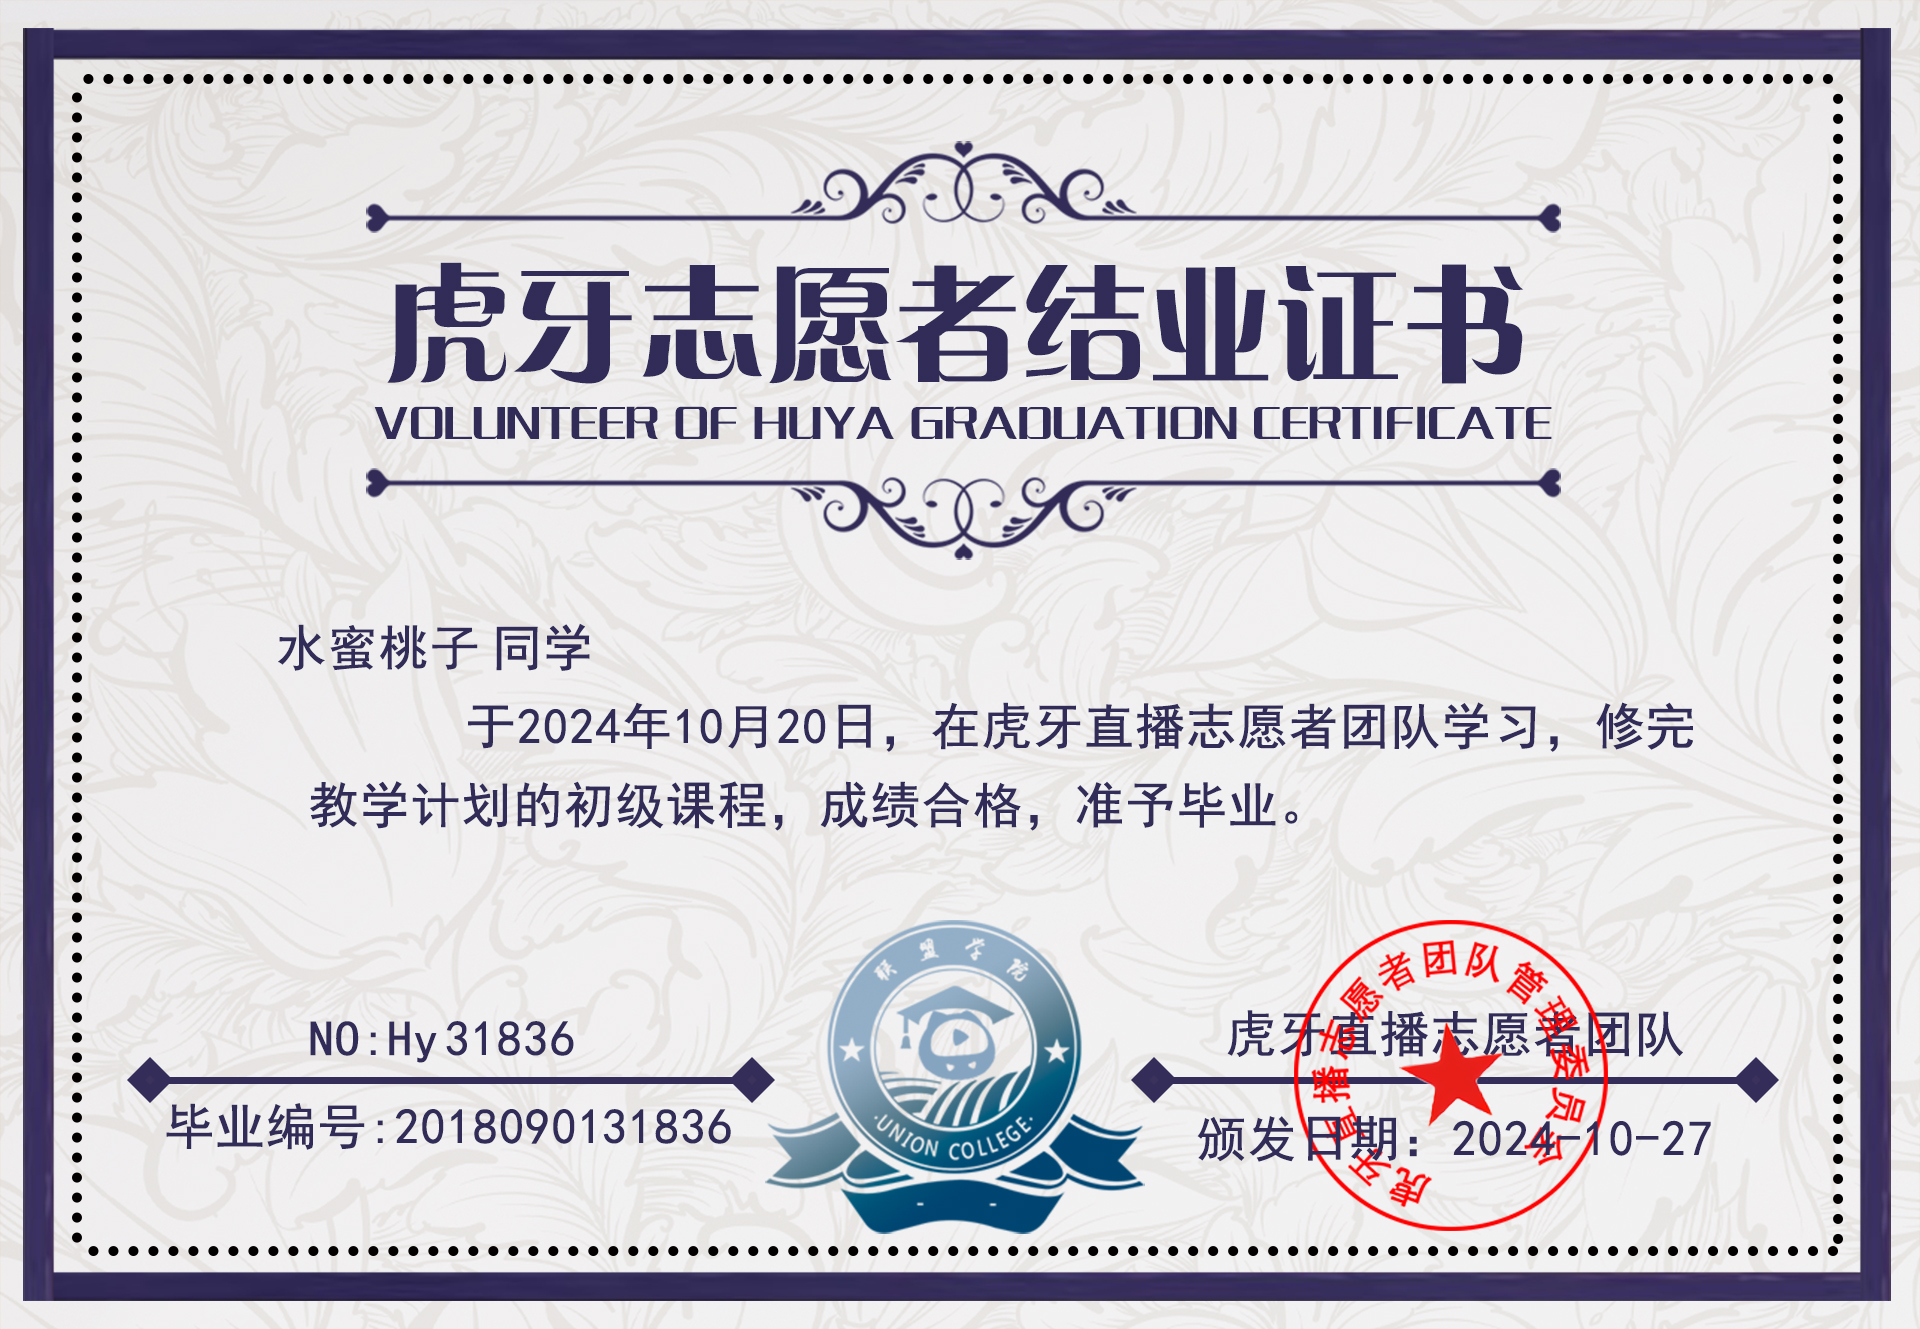 虎牙志愿者结业证书
VOLUNTEER OF HUYA GRADUATION CERTIFICATE
水蜜桃子 同学
于2024年10月20日，在虎牙直播志愿者团队学习，修完
教学计划的初级课程，成绩合格，准予毕业。
NO:Hy31836
毕业编号:2018090131836
联盟学院
·UNION COLLEGE·
虎牙直播志愿者团队
颁发日期：2024-10-27
虎牙直播志愿者团队管理委员会